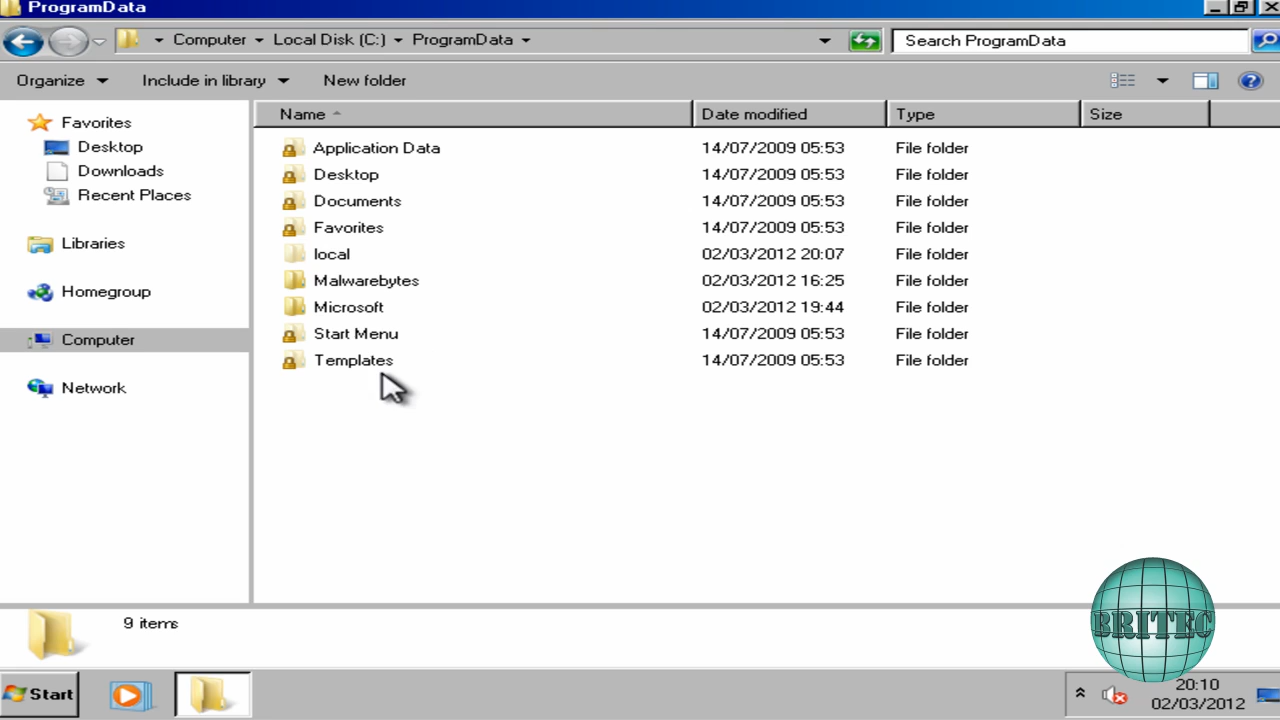 ProgramData
Computer Local Disk (C:) ProgramData Search ProgramData
Organize Include in library New folder
Name Date modified Type Size
Favorites
Desktop
Downloads
Recent Places
Libraries
Homegroup
Computer
Network
Application Data 14/07/2009 05:53 File folder
Desktop 14/07/2009 05:53 File folder
Documents 14/07/2009 05:53 File folder
Favorites 14/07/2009 05:53 File folder
local 02/03/2012 20:07 File folder
Malwarebytes 02/03/2012 16:25 File folder
Microsoft 02/03/2012 19:44 File folder
Start Menu 14/07/2009 05:53 File folder
Templates 14/07/2009 05:53 File folder
9 items
BRITEC
Start
20:10
02/03/2012